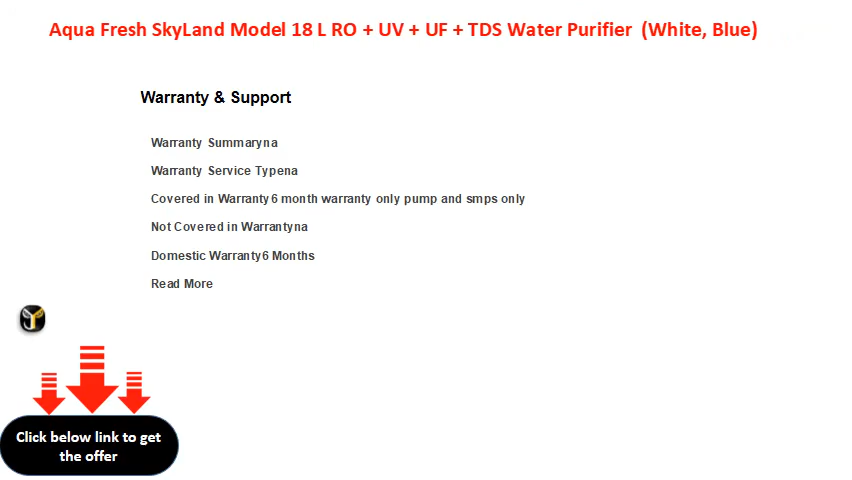 Aqua Fresh SkyLand Model 18 L RO + UV + UF + TDS Water Purifier (White, Blue)
Warranty & Support
Warranty Summaryna
Warranty Service Typena
Covered in Warranty6 month warranty only pump and smps only
Not Covered in Warrantyna
Domestic Warranty6 Months
Read More
Click below link to get
the offer